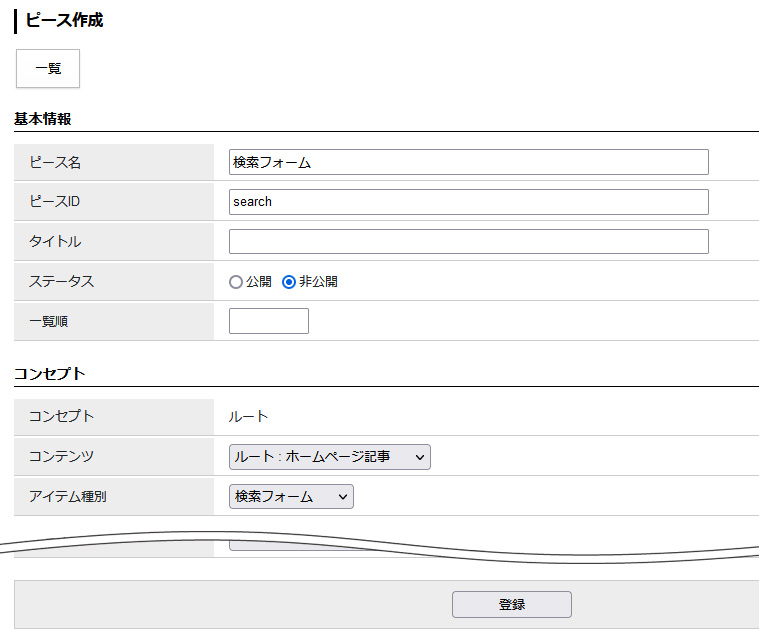 ピース作成
一覧
基本情報
ピース名 検索フォーム
ピースID search
タイトル
ステータス 公開 非公開
一覧順
コンセプト
コンセプト ルート
コンテンツ ルート : ホームページ記事
アイテム種別 検索フォーム
登録